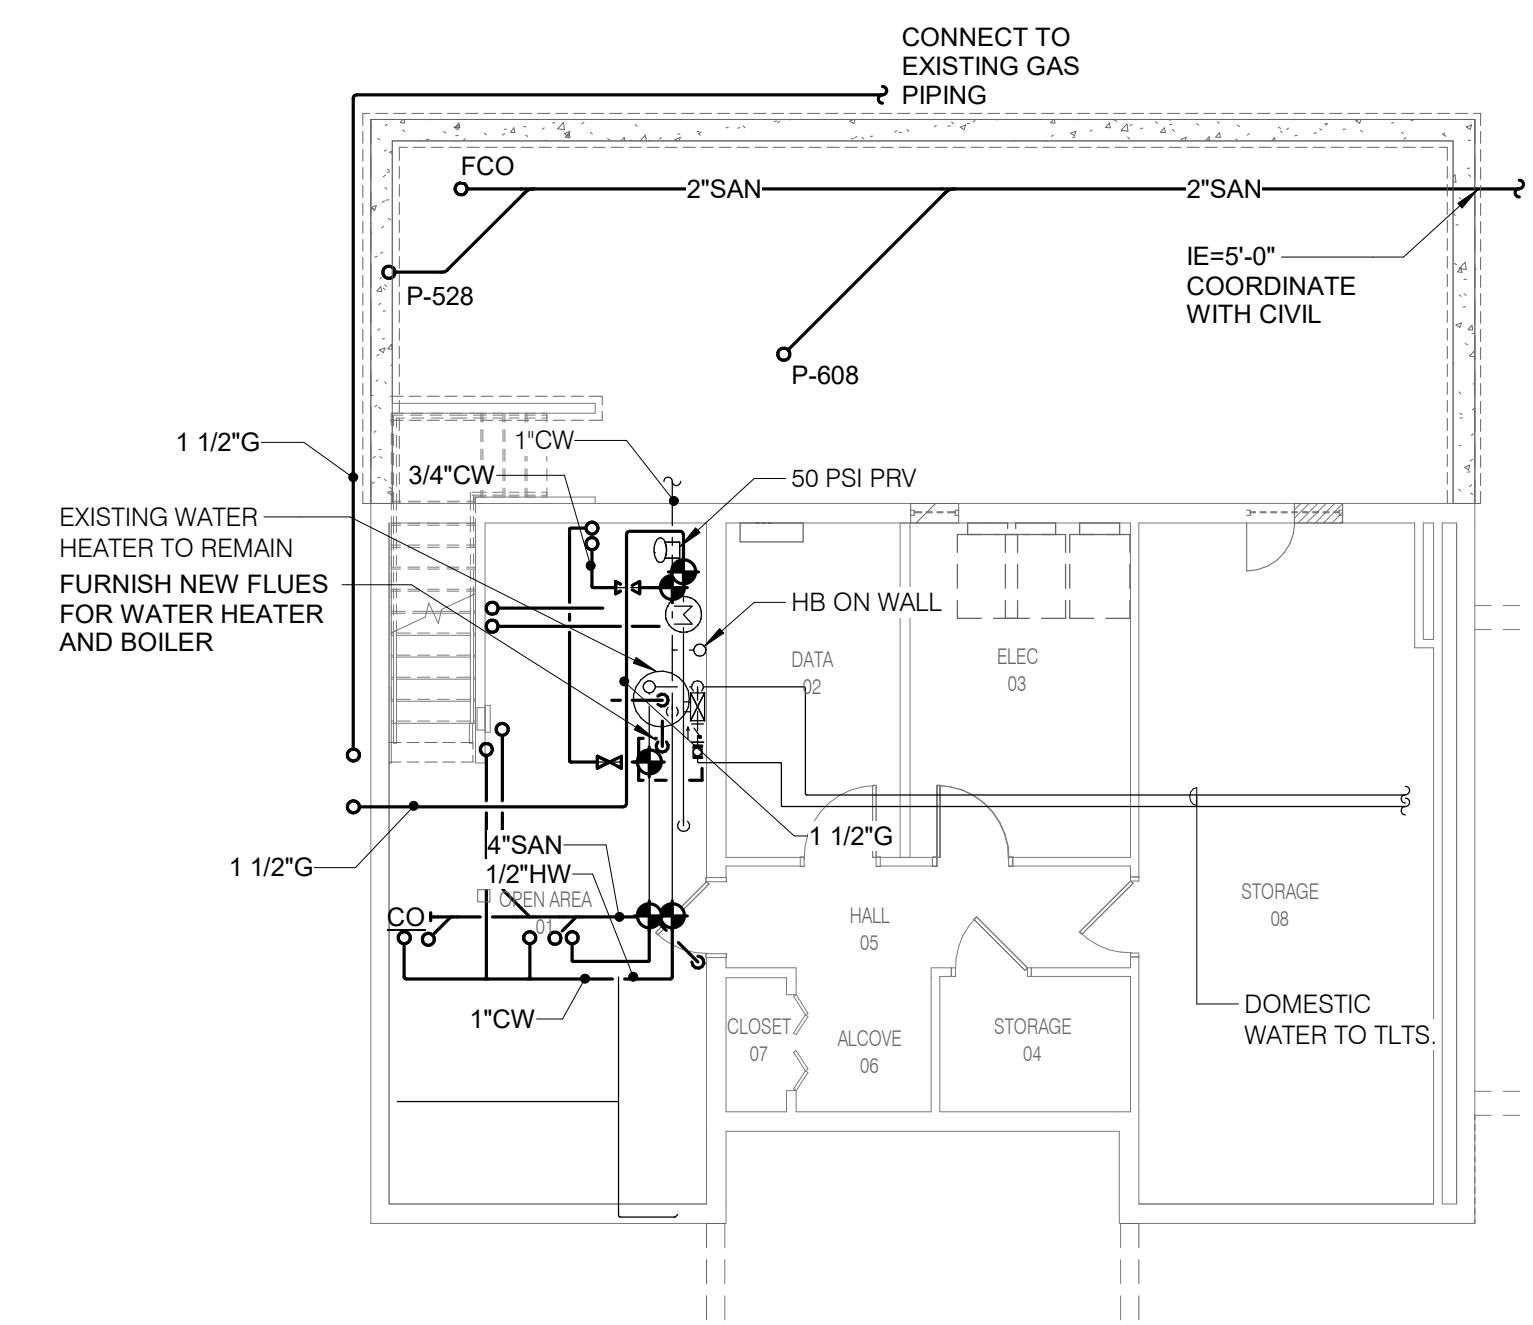 CONNECT TO
EXISTING GAS
PIPING
FCO
2"SAN
2"SAN
P-528
IE=5'-0"
COORDINATE
WITH CIVIL
P-608
1 1/2"G
1"CW
3/4"CW
50 PSI PRV
EXISTING WATER
HEATER TO REMAIN
FURNISH NEW FLUES
FOR WATER HEATER
AND BOILER
HB ON WALL
M
DATA
02
ELEC
03
1 1/2"G
4"SAN
1/2"HW
1 1/2"G
OPEN AREA
01
CO
HALL
05
STORAGE
08
1"CW
CLOSET
07
ALCOVE
06
STORAGE
04
DOMESTIC
WATER TO TLTS.